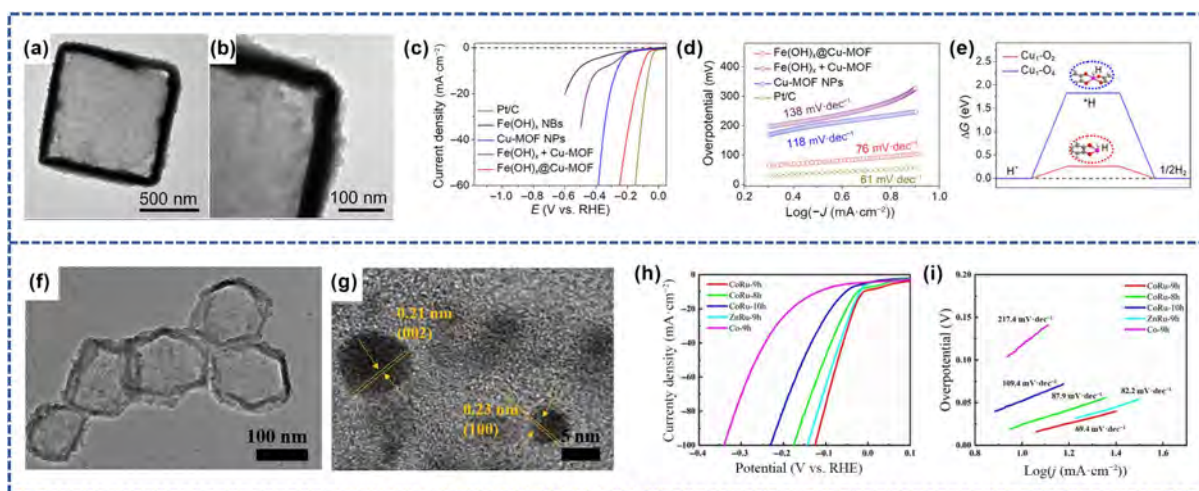 (a)
500 nm
(b)
100 nm
(c)
Current density (mA·cm⁻²)
0
−20
−40
−60
Pt/C
Fe(OH)ₓ NBs
Cu-MOF NPs
Fe(OH)ₓ + Cu-MOF
Fe(OH)ₓ@Cu-MOF
−1.0 −0.8 −0.6 −0.4 −0.2 0.0
E (V vs. RHE)
(d)
Overpotential (mV)
400
300
200
100
0
Fe(OH)ₓ@Cu-MOF
Fe(OH)ₓ + Cu-MOF
Cu-MOF NPs
Pt/C
138 mV·dec⁻¹
118 mV·dec⁻¹
76 mV·dec⁻¹
61 mV dec⁻¹
0.2 0.4 0.6 0.8 1.0
Log(−J (mA·cm⁻²))
(e)
ΔG (eV)
2.5
2.0
1.5
1.0
0.5
0.0
Cu₁-O₂
Cu₁-O₄
H
*H
H
H⁺
1/2H₂
(f)
100 nm
(g)
0.21 nm
(002)
0.23 nm
(100)
5 nm
(h)
Currenty density (mA·cm⁻²)
0
−20
−40
−60
−80
−100
CoRu-9h
CoRu-8h
CoRu-10h
ZnRu-9h
Co-9h
−0.4 −0.3 −0.2 −0.1 0.0 0.1
Potential (V vs. RHE)
(i)
Overpotential (V)
0.20
0.15
0.10
0.05
0.00
CoRu-9h
CoRu-8h
CoRu-10h
ZnRu-9h
Co-9h
217.4 mV·dec⁻¹
109.4 mV·dec⁻¹
87.9 mV·dec⁻¹
82.2 mV·dec⁻¹
69.4 mV·dec⁻¹
0.8 1.0 1.2 1.4 1.6
Log(j (mA·cm⁻²))